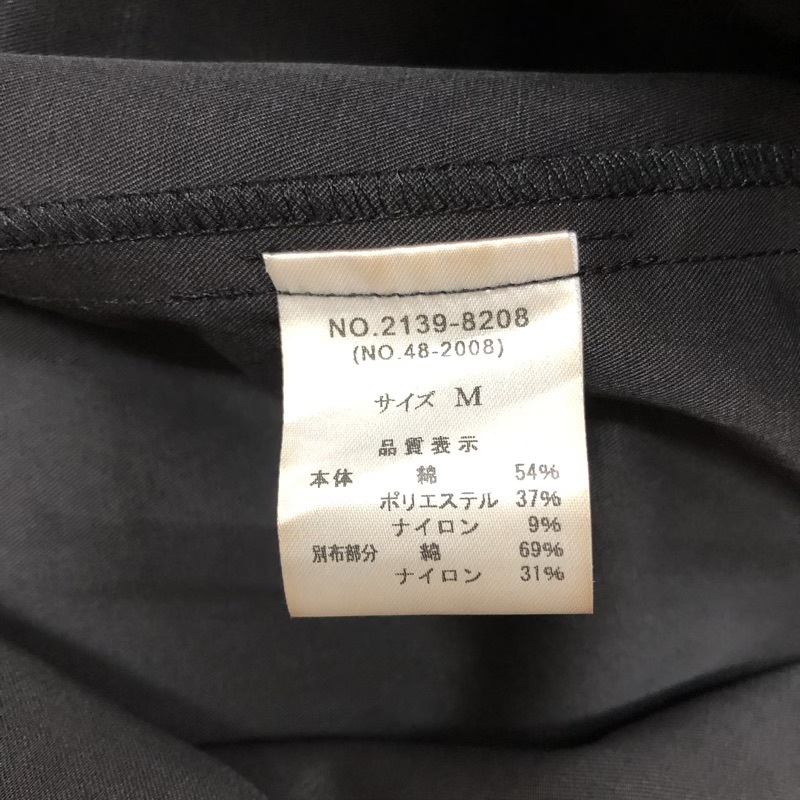 NO.2139-8208
(NO.48-2008)
サイズ M
品質表示
本体 綿 54%
ポリエステル 37%
ナイロン 9%
別布部分 綿 69%
ナイロン 31%